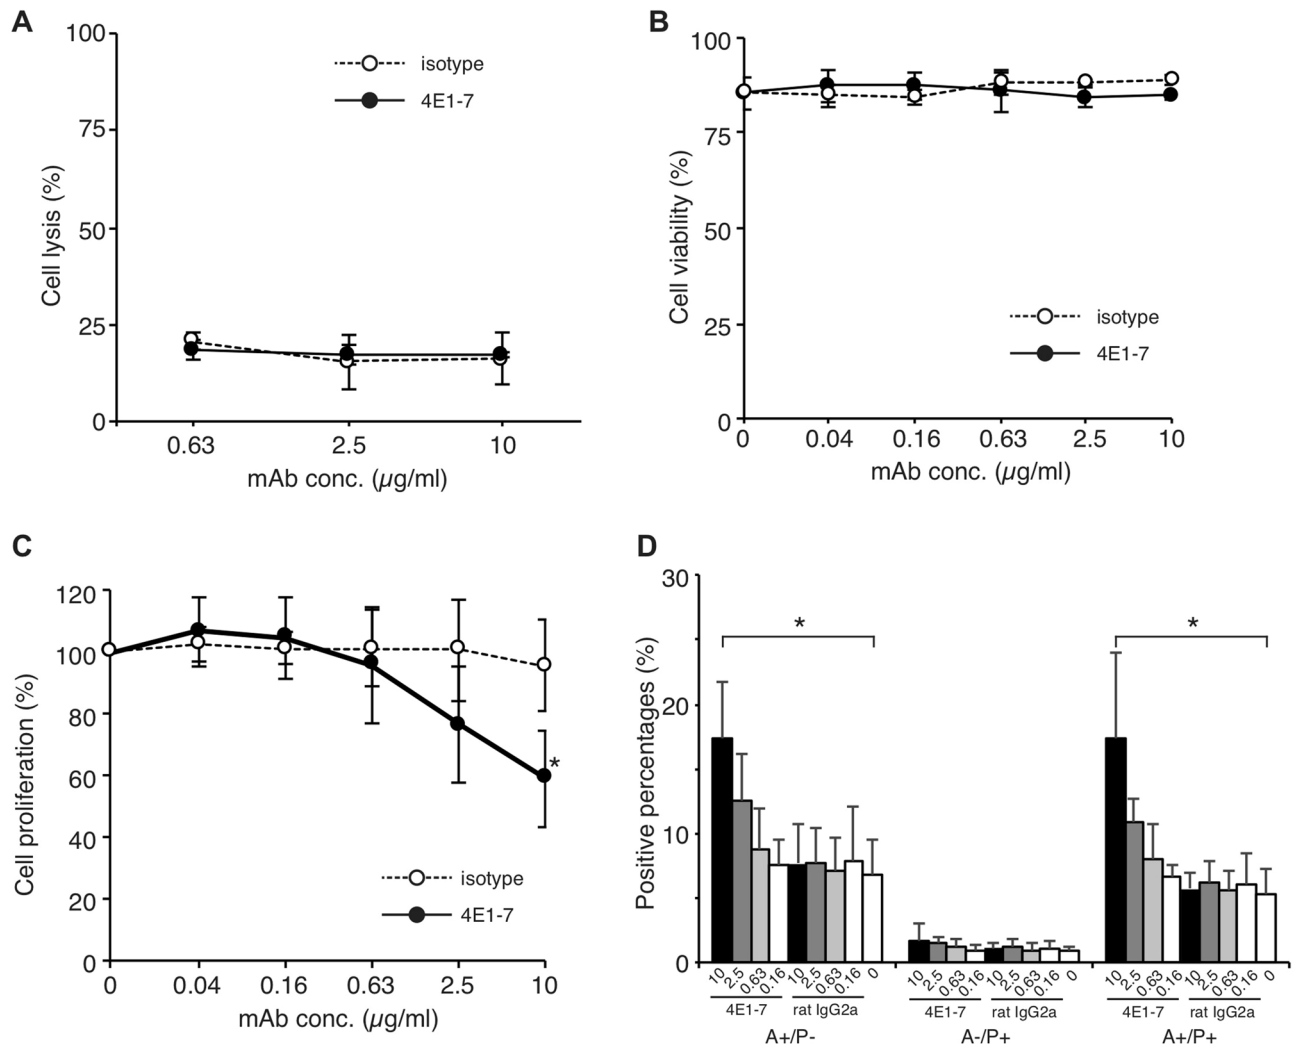 A
100
75
50
25
0
Cell lysis (%)
isotype
4E1-7
0.63 2.5 10
mAb conc. (µg/ml)
B
100
75
50
25
0
Cell viability (%)
isotype
4E1-7
0 0.04 0.16 0.63 2.5 10
mAb conc. (µg/ml)
C
120
100
80
60
40
20
0
Cell proliferation (%)
*
isotype
4E1-7
0 0.04 0.16 0.63 2.5 10
mAb conc. (µg/ml)
D
30
20
10
0
Positive percentages (%)
* *
10 2.5 0.63 0.16 10 2.5 0.63 0.16 0 10 2.5 0.63 0.16 10 2.5 0.63 0.16 0 10 2.5 0.63 0.16 10 2.5 0.63 0.16 0
4E1-7 rat IgG2a 4E1-7 rat IgG2a 4E1-7 rat IgG2a
A+/P- A-/P+ A+/P+